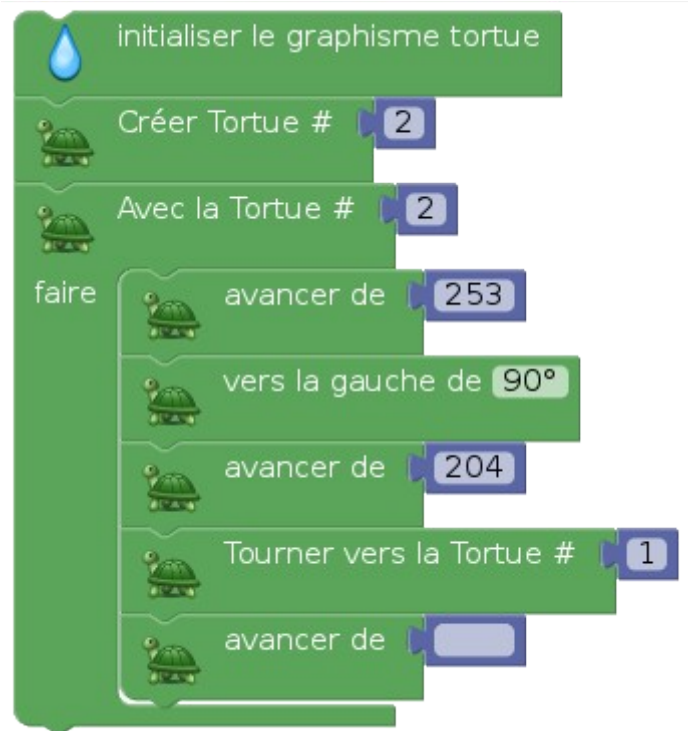 initialiser le graphisme tortue
Créer Tortue # 2
Avec la Tortue # 2
faire
avancer de 253
vers la gauche de 90°
avancer de 204
Tourner vers la Tortue # 1
avancer de